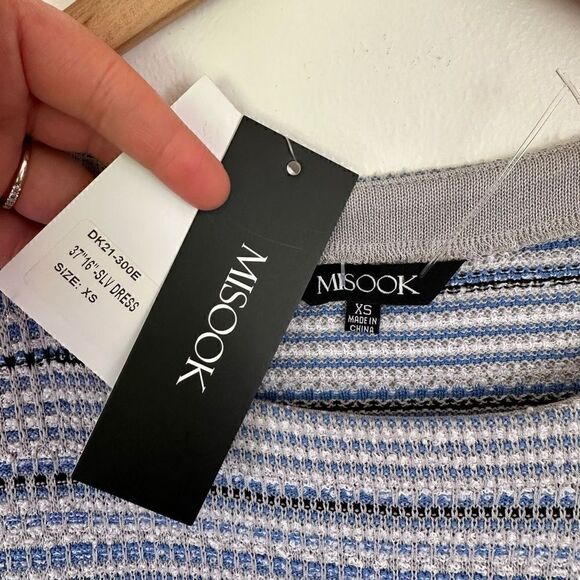 DK21-300E
37"16"-SLV DRESS
SIZE: XS
MISOOK
MISOOK
XS
MADE IN
CHINA